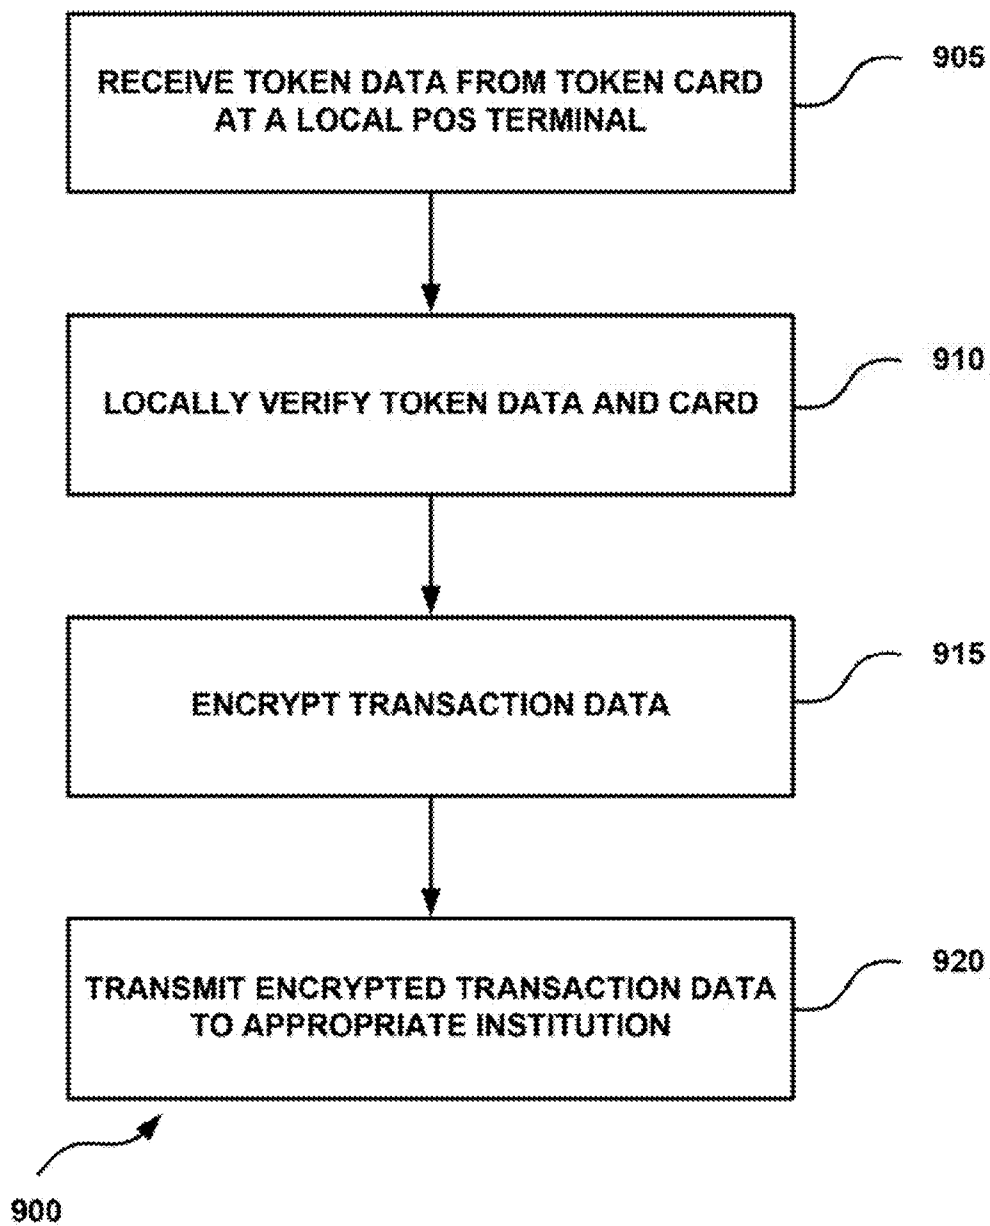 RECEIVE TOKEN DATA FROM TOKEN CARD
AT A LOCAL POS TERMINAL
905
LOCALLY VERIFY TOKEN DATA AND CARD
910
ENCRYPT TRANSACTION DATA
915
TRANSMIT ENCRYPTED TRANSACTION DATA
TO APPROPRIATE INSTITUTION
920
900